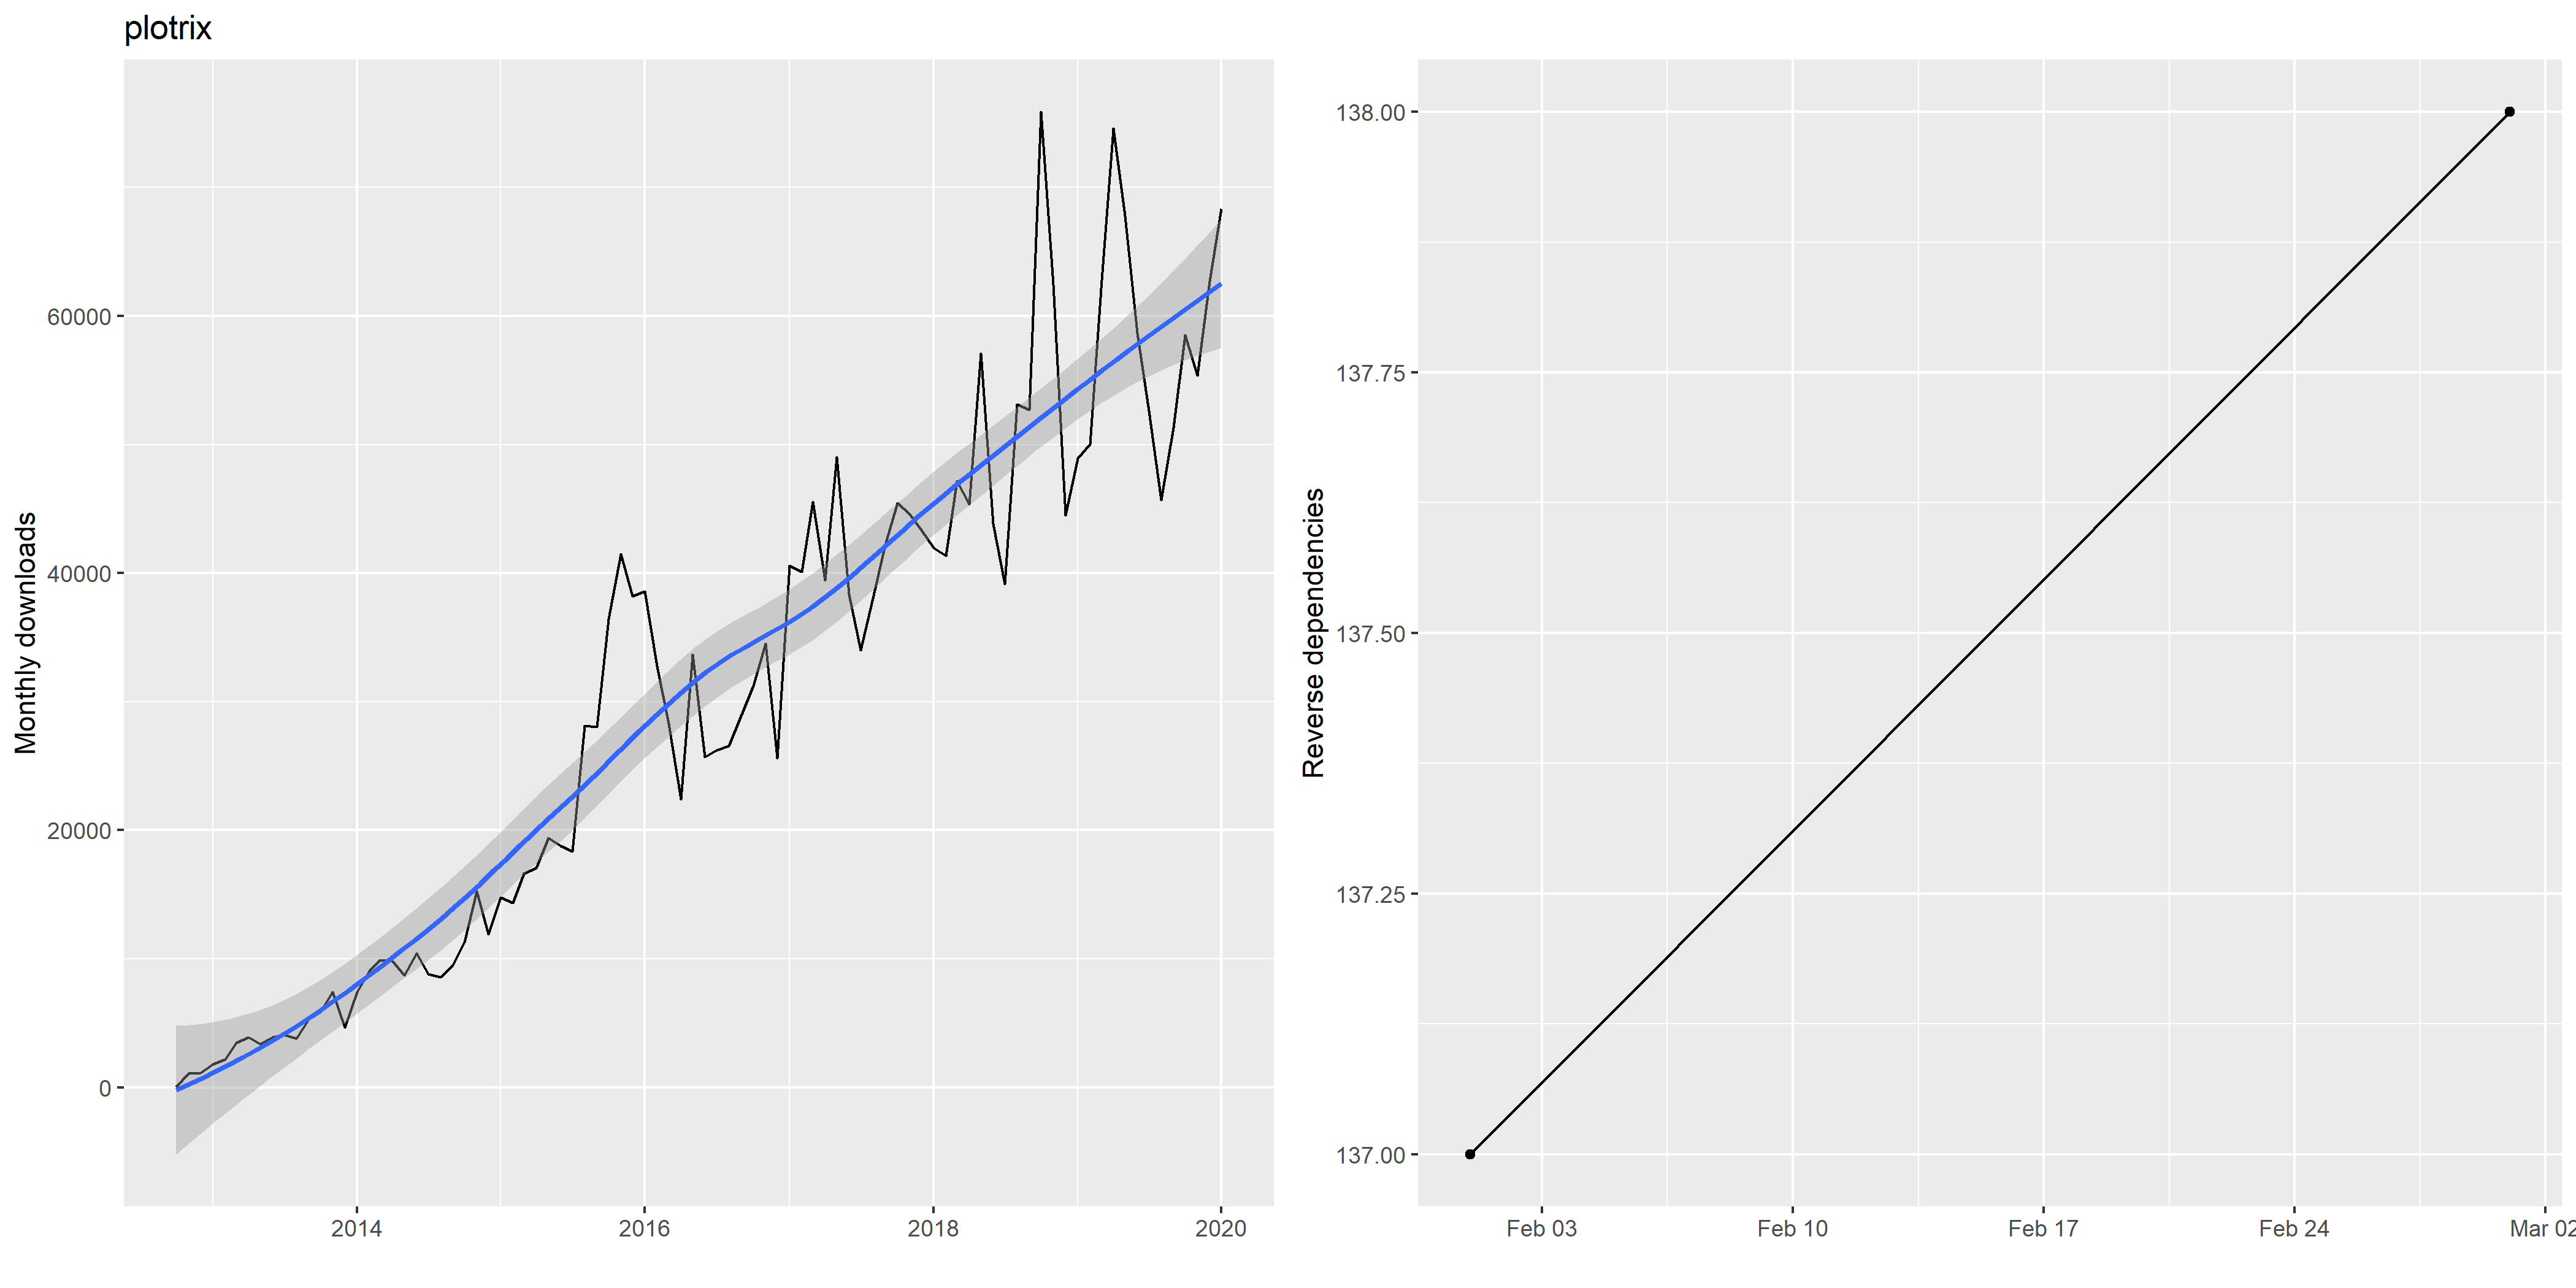 plotrix
Monthly downloads
60000
40000
20000
0
2014 2016 2018 2020
Reverse dependencies
138.00
137.75
137.50
137.25
137.00
Feb 03 Feb 10 Feb 17 Feb 24 Mar 02